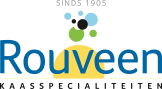 SINDS 1905
Rouveen
KAASSPECIALITEITEN